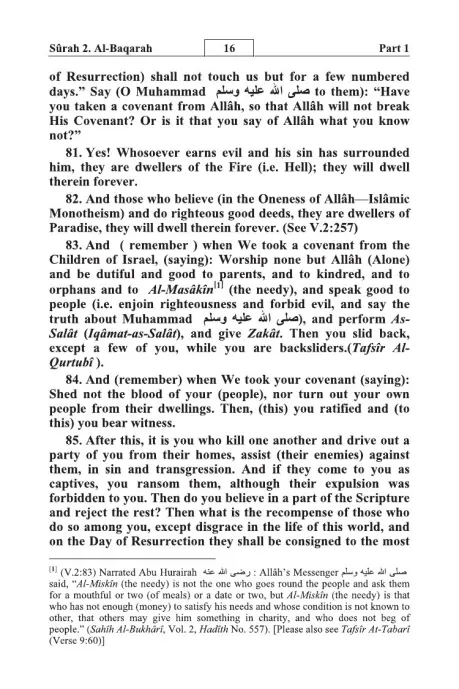 Sûrah 2. Al-Baqarah 16 Part 1
of Resurrection) shall not touch us but for a few numbered
days.” Say (O Muhammad صلى الله عليه وسلم to them): “Have
you taken a covenant from Allâh, so that Allâh will not break
His Covenant? Or is it that you say of Allâh what you know
not?”
81. Yes! Whosoever earns evil and his sin has surrounded
him, they are dwellers of the Fire (i.e. Hell); they will dwell
therein forever.
82. And those who believe (in the Oneness of Allâh—Islâmic
Monotheism) and do righteous good deeds, they are dwellers of
Paradise, they will dwell therein forever. (See V.2:257)
83. And ( remember ) when We took a covenant from the
Children of Israel, (saying): Worship none but Allâh (Alone)
and be dutiful and good to parents, and to kindred, and to
orphans and to Al-Masâkîn[1] (the needy), and speak good to
people (i.e. enjoin righteousness and forbid evil, and say the
truth about Muhammad صلى الله عليه وسلم), and perform As-
Salât (Iqâmat-as-Salât), and give Zakât. Then you slid back,
except a few of you, while you are backsliders.(Tafsîr Al-
Qurtubî ).
84. And (remember) when We took your covenant (saying):
Shed not the blood of your (people), nor turn out your own
people from their dwellings. Then, (this) you ratified and (to
this) you bear witness.
85. After this, it is you who kill one another and drive out a
party of you from their homes, assist (their enemies) against
them, in sin and transgression. And if they come to you as
captives, you ransom them, although their expulsion was
forbidden to you. Then do you believe in a part of the Scripture
and reject the rest? Then what is the recompense of those who
do so among you, except disgrace in the life of this world, and
on the Day of Resurrection they shall be consigned to the most
[1] (V.2:83) Narrated Abu Hurairah رضى الله عنه : Allâh’s Messenger صلى الله عليه وسلم
said, “Al-Miskîn (the needy) is not the one who goes round the people and ask them
for a mouthful or two (of meals) or a date or two, but Al-Miskîn (the needy) is that
who has not enough (money) to satisfy his needs and whose condition is not known to
other, that others may give him something in charity, and who does not beg of
people.” (Sahîh Al-Bukhârî, Vol. 2, Hadîth No. 557). [Please also see Tafsîr At-Tabarî
(Verse 9:60)]